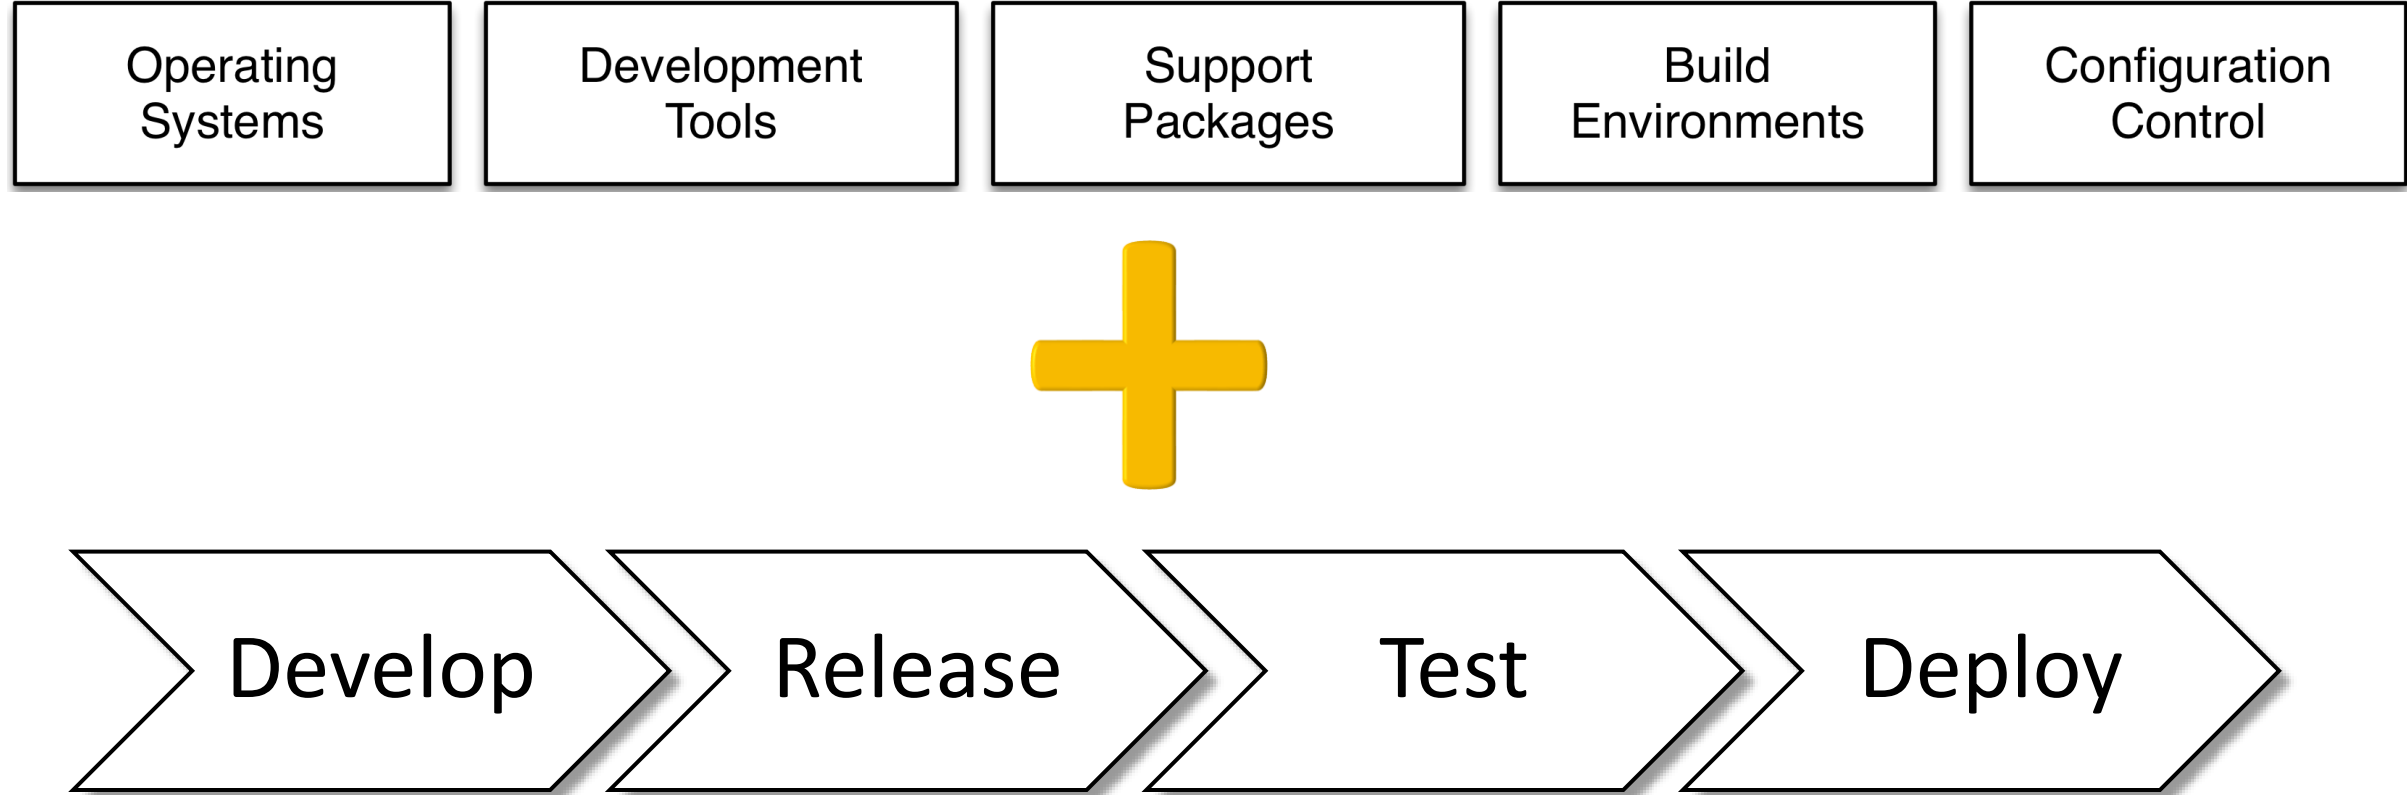 Operating
Systems
Development
Tools
Support
Packages
Build
Environments
Configuration
Control
Develop
Release
Test
Deploy